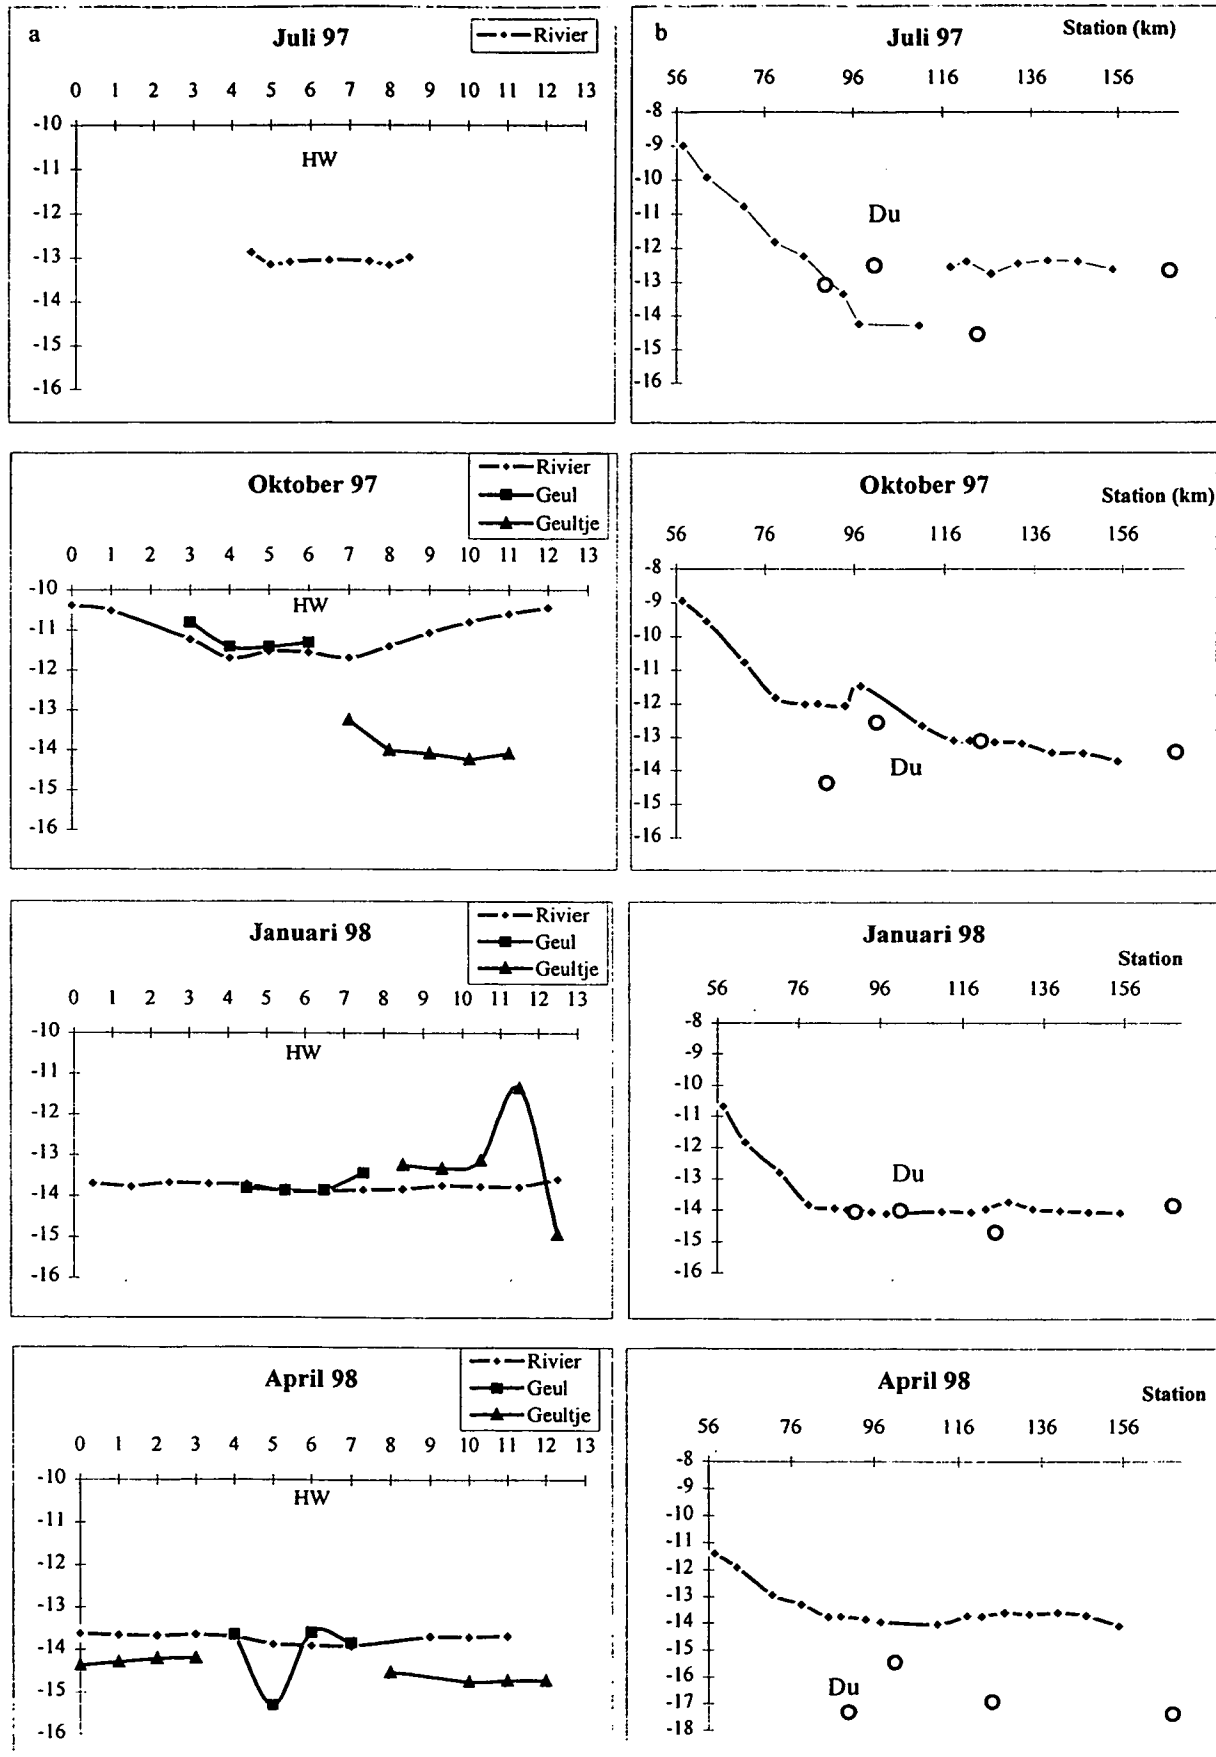 a
Juli 97
Rivier
0 1 2 3 4 5 6 7 8 9 10 11 12 13
-10
HW
-11
-12
-13
-14
-15
-16
b
Juli 97
Station (km)
56 76 96 116 136 156
-8
-9
-10
-11
Du
-12
-13
-14
-15
-16
Oktober 97
Rivier
Geul
Geultje
0 1 2 3 4 5 6 7 8 9 10 11 12 13
-10
HW
-11
-12
-13
-14
-15
-16
Oktober 97
Station (km)
56 76 96 116 136 156
-8
-9
-10
-11
-12
-13
-14
Du
-15
-16
Januari 98
Rivier
Geul
Geultje
0 1 2 3 4 5 6 7 8 9 10 11 12 13
-10
HW
-11
-12
-13
-14
-15
-16
Januari 98
Station
56 76 96 116 136 156
-8
-9
-10
-11
-12
-13
Du
-14
-15
-16
April 98
Rivier
Geul
Geultje
0 1 2 3 4 5 6 7 8 9 10 11 12 13
-10
HW
-11
-12
-13
-14
-15
-16
April 98
Station
56 76 96 116 136 156
-8
-9
-10
-11
-12
-13
-14
-15
-16
Du
-17
-18